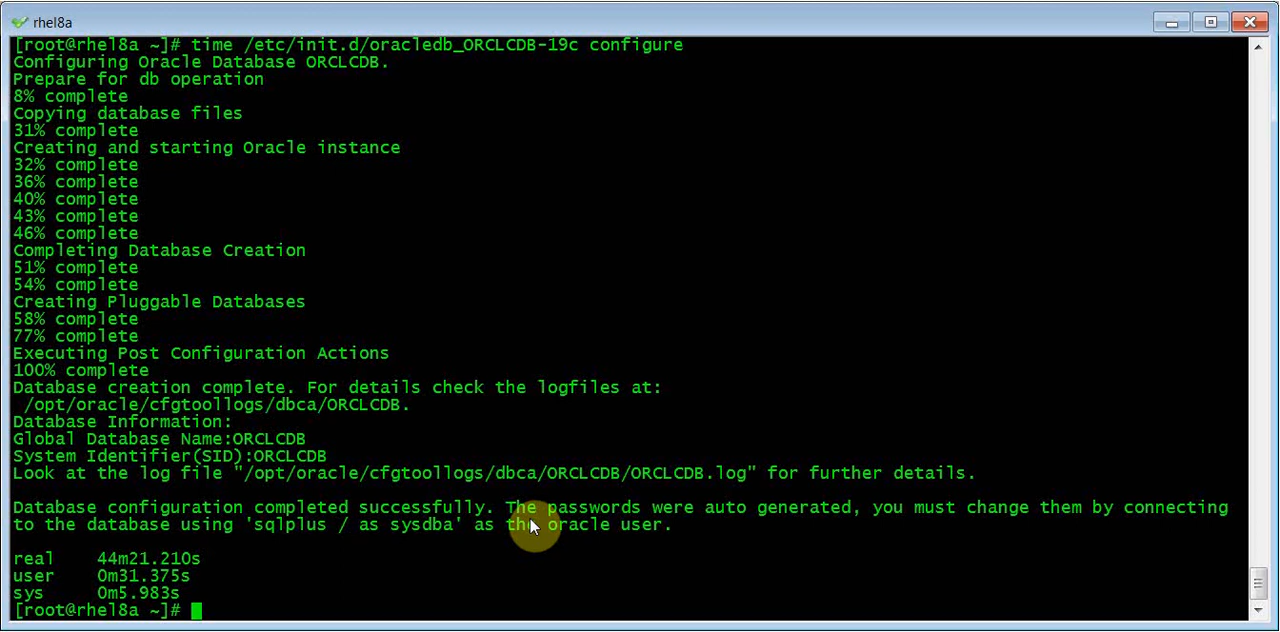 rhel8a
[root@rhel8a ~]# time /etc/init.d/oracledb_ORCLCDB-19c configure
Configuring Oracle Database ORCLCDB.
Prepare for db operation
8% complete
Copying database files
31% complete
Creating and starting Oracle instance
32% complete
36% complete
40% complete
43% complete
46% complete
Completing Database Creation
51% complete
54% complete
Creating Pluggable Databases
58% complete
77% complete
Executing Post Configuration Actions
100% complete
Database creation complete. For details check the logfiles at:
 /opt/oracle/cfgtoollogs/dbca/ORCLCDB.
Database Information:
Global Database Name:ORCLCDB
System Identifier(SID):ORCLCDB
Look at the log file "/opt/oracle/cfgtoollogs/dbca/ORCLCDB/ORCLCDB.log" for further details.

Database configuration completed successfully. The passwords were auto generated, you must change them by connecting
to the database using 'sqlplus / as sysdba' as the oracle user.

real    44m21.210s
user    0m31.375s
sys     0m5.983s
[root@rhel8a ~]#